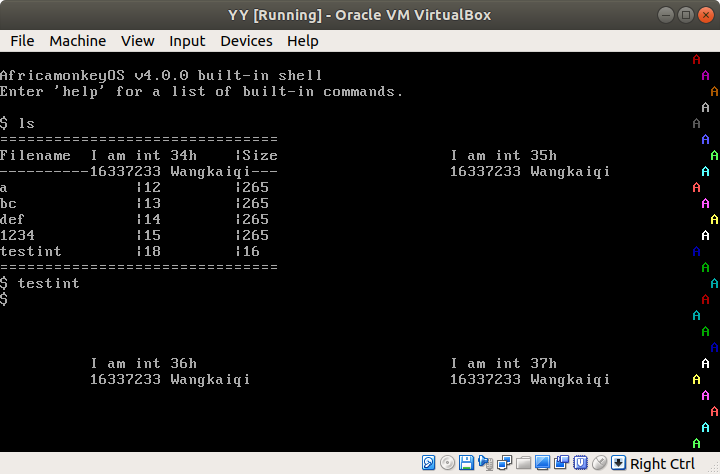 YY [Running] - Oracle VM VirtualBox
File Machine View Input Devices Help
A
AfricamonkeyOS v4.0.0 built-in shell A
Enter 'help' for a list of built-in commands. A
A
$ ls A
============================ A
Filename I am int 34h ¦Size I am int 35h A
----------16337233 Wangkaiqi--- 16337233 Wangkaiqi A
a ¦12 ¦265 A
bc ¦13 ¦265 A
def ¦14 ¦265 A
1234 ¦15 ¦265 A
testint ¦18 ¦16 A
============================ A
$ testint A
$ A
A
A
A
I am int 36h I am int 37h A
16337233 Wangkaiqi 16337233 Wangkaiqi A
A
A
A
A
Right Ctrl